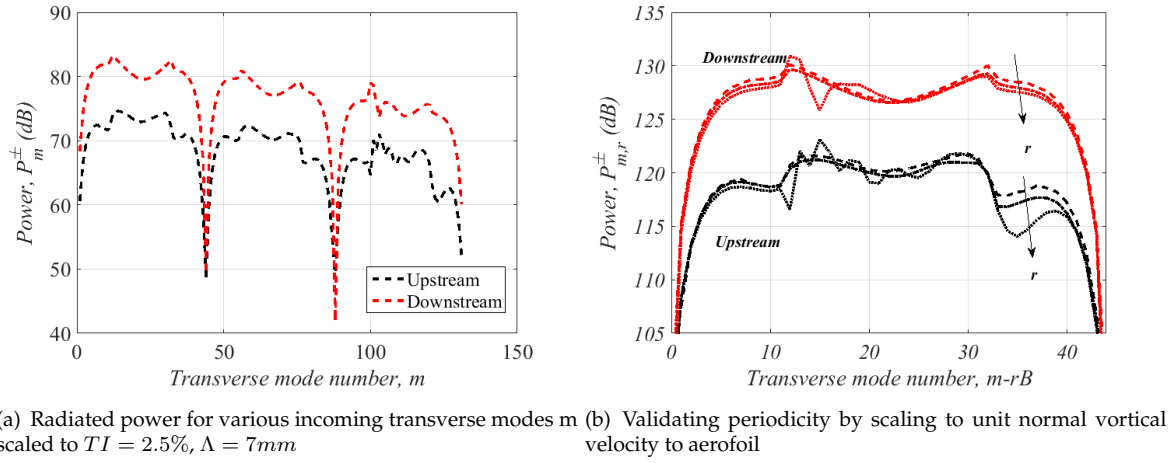 90
80
70
60
50
40
Power, P±m (dB)
0
50
100
150
Transverse mode number, m
Upstream
Downstream
135
130
125
120
115
110
105
Power, P±m,r (dB)
Downstream
Upstream
r
r
0
10
20
30
40
Transverse mode number, m-rB
(a) Radiated power for various incoming transverse modes m
scaled to TI = 2.5%, Λ = 7mm
(b) Validating periodicity by scaling to unit normal vortical
velocity to aerofoil